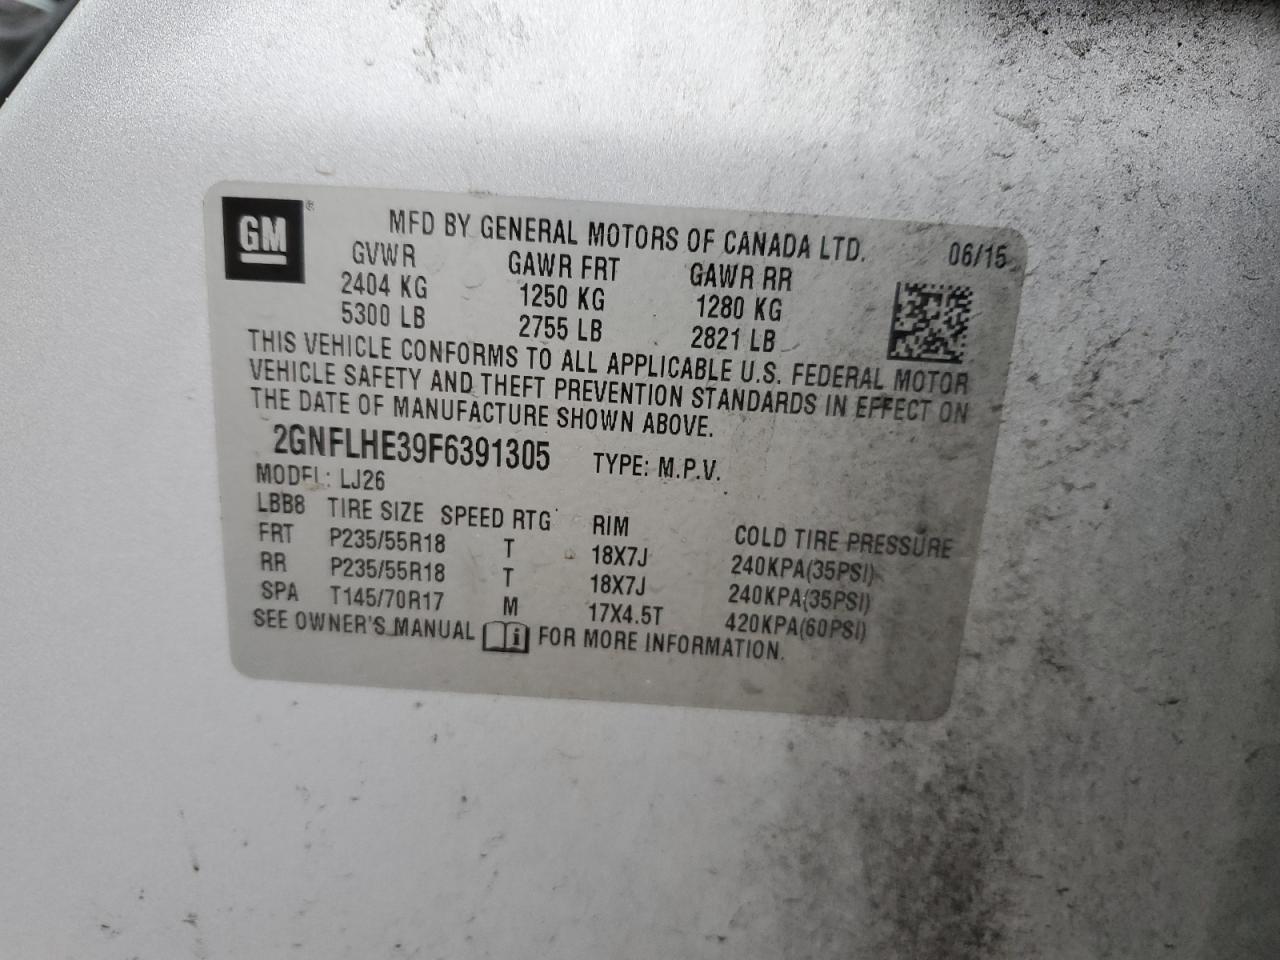 GM ®
MFD BY GENERAL MOTORS OF CANADA LTD. 06/15
GVWR GAWR FRT GAWR RR
2404 KG 1250 KG 1280 KG
5300 LB 2755 LB 2821 LB
THIS VEHICLE CONFORMS TO ALL APPLICABLE U.S. FEDERAL MOTOR
VEHICLE SAFETY AND THEFT PREVENTION STANDARDS IN EFFECT ON
THE DATE OF MANUFACTURE SHOWN ABOVE.
2GNFLHE39F6391305 TYPE: M.P.V.
MODEL: LJ26
LBB8 TIRE SIZE SPEED RTG RIM COLD TIRE PRESSURE
FRT P235/55R18 T 18X7J 240KPA(35PSI)
RR P235/55R18 T 18X7J 240KPA(35PSI)
SPA T145/70R17 M 17X4.5T 420KPA(60PSI)
SEE OWNER'S MANUAL i FOR MORE INFORMATION.